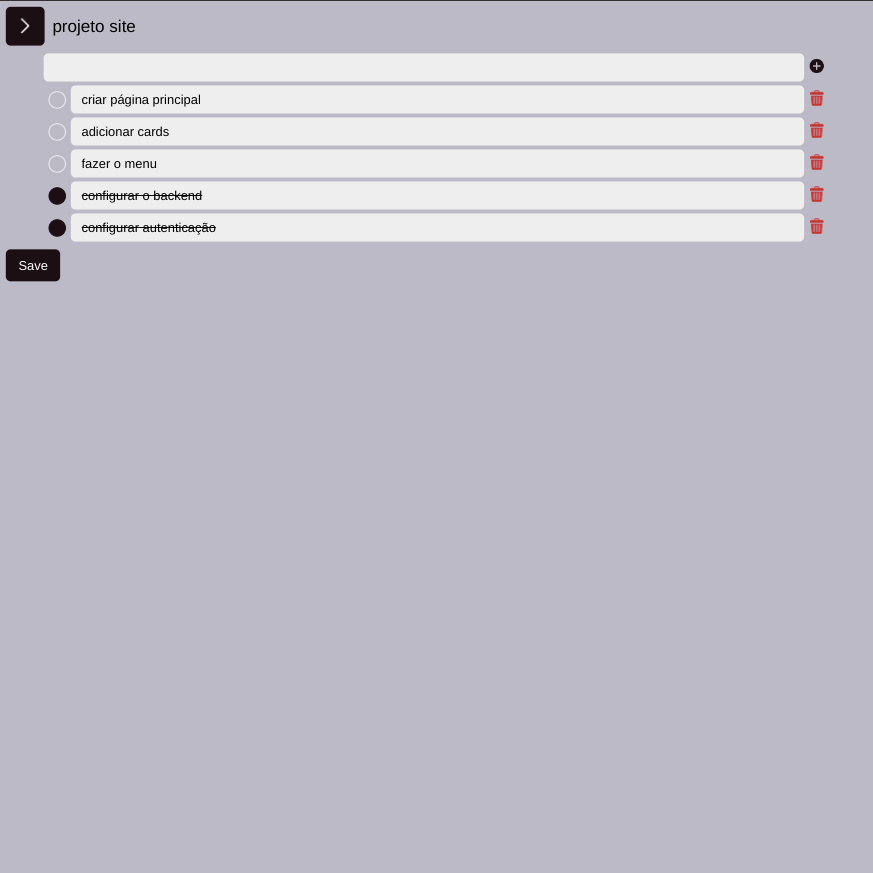 projeto site
criar página principal
adicionar cards
fazer o menu
configurar o backend
configurar autenticação
Save